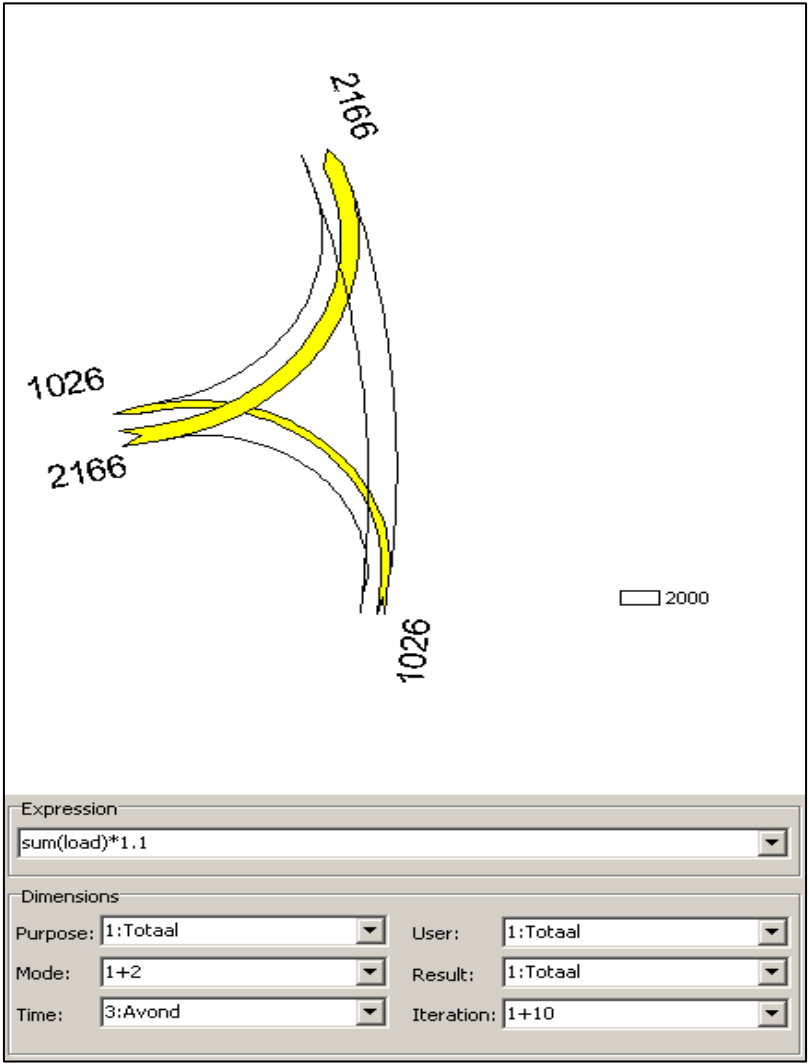 2166
1026
2166
2000
1026
Expression
sum(load)*1.1
Dimensions
Purpose: 1:Totaal User: 1:Totaal
Mode: 1+2 Result: 1:Totaal
Time: 3:Avond Iteration: 1+10